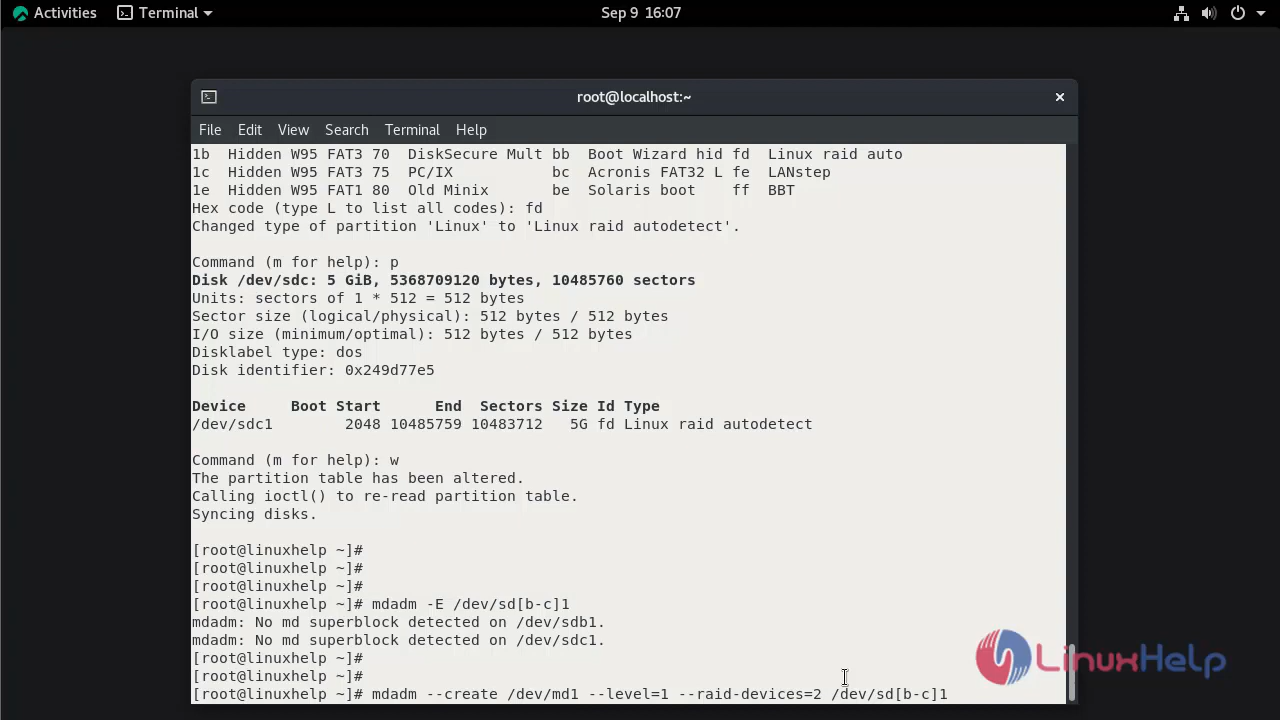 Activities Terminal Sep 9 16:07
root@localhost:~
File Edit View Search Terminal Help
1b  Hidden W95 FAT3 70  DiskSecure Mult bb  Boot Wizard hid fd  Linux raid auto
1c  Hidden W95 FAT3 75  PC/IX           bc  Acronis FAT32 L fe  LANstep
1e  Hidden W95 FAT1 80  Old Minix       be  Solaris boot    ff  BBT
Hex code (type L to list all codes): fd
Changed type of partition 'Linux' to 'Linux raid autodetect'.
Command (m for help): p
Disk /dev/sdc: 5 GiB, 5368709120 bytes, 10485760 sectors
Units: sectors of 1 * 512 = 512 bytes
Sector size (logical/physical): 512 bytes / 512 bytes
I/O size (minimum/optimal): 512 bytes / 512 bytes
Disklabel type: dos
Disk identifier: 0x249d77e5
Device     Boot Start      End  Sectors Size Id Type
/dev/sdc1        2048 10485759 10483712   5G fd Linux raid autodetect
Command (m for help): w
The partition table has been altered.
Calling ioctl() to re-read partition table.
Syncing disks.
[root@linuxhelp ~]#
[root@linuxhelp ~]#
[root@linuxhelp ~]#
[root@linuxhelp ~]# mdadm -E /dev/sd[b-c]1
mdadm: No md superblock detected on /dev/sdb1.
mdadm: No md superblock detected on /dev/sdc1.
[root@linuxhelp ~]#
[root@linuxhelp ~]#
[root@linuxhelp ~]# mdadm --create /dev/md1 --level=1 --raid-devices=2 /dev/sd[b-c]1
LinuxHelp